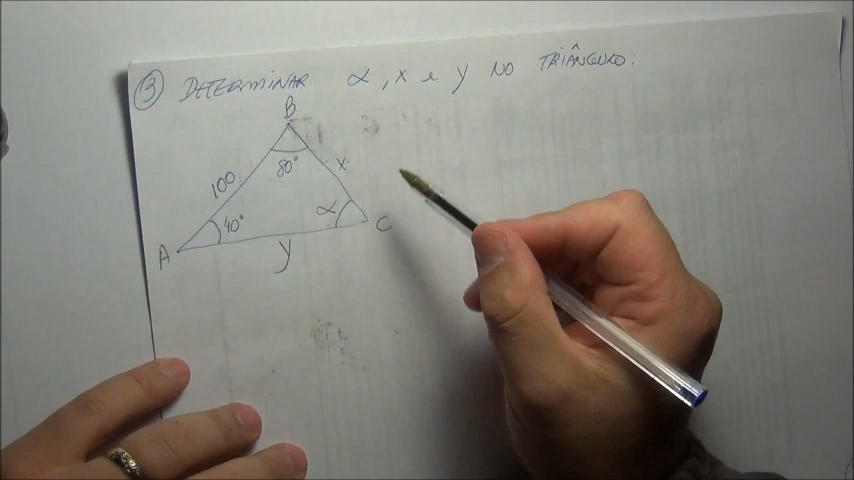 ③ DETERMINAR α, x e y NO TRIÂNGULO:
B
80°
100
x
α
40°
C
A
y